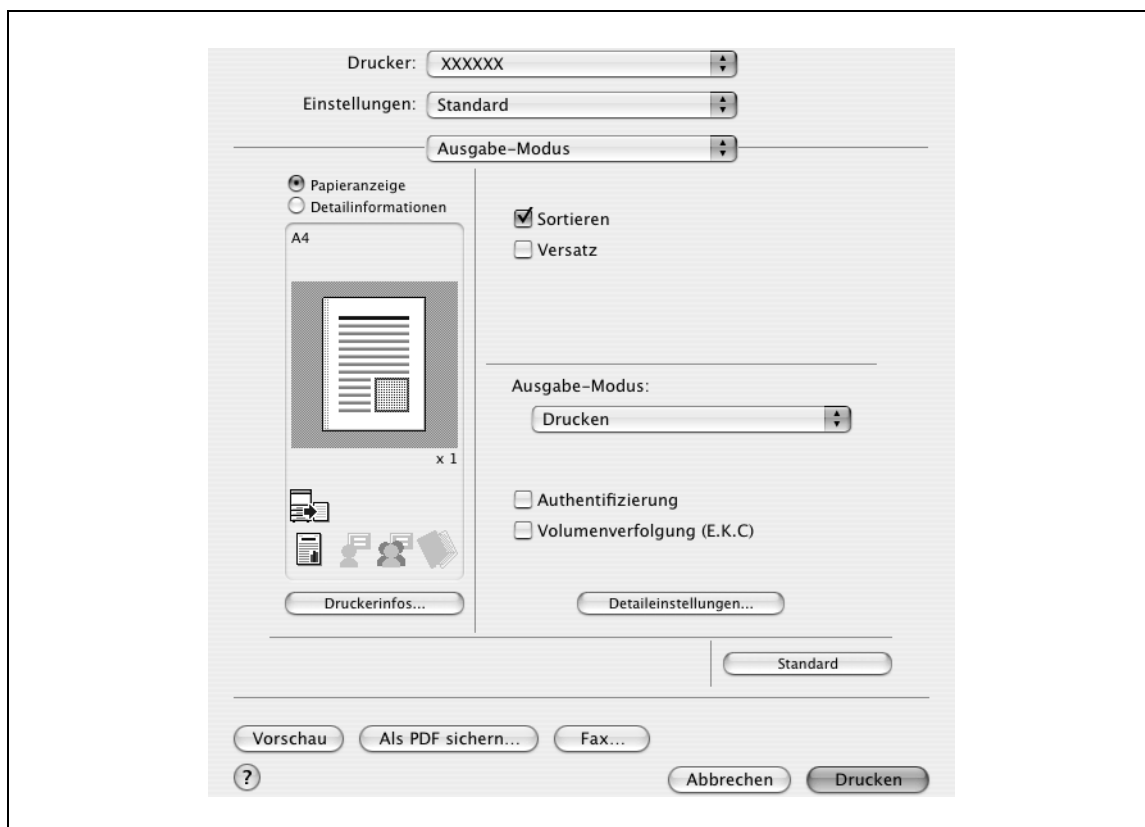 Drucker: XXXXXX
Einstellungen: Standard
Ausgabe-Modus
Papieranzeige
Detailinformationen
A4
x 1
Druckerinfos...
Sortieren
Versatz
Ausgabe-Modus:
Drucken
Authentifizierung
Volumenverfolgung (E.K.C)
Detaileinstellungen...
Standard
Vorschau Als PDF sichern... Fax...
? Abbrechen Drucken